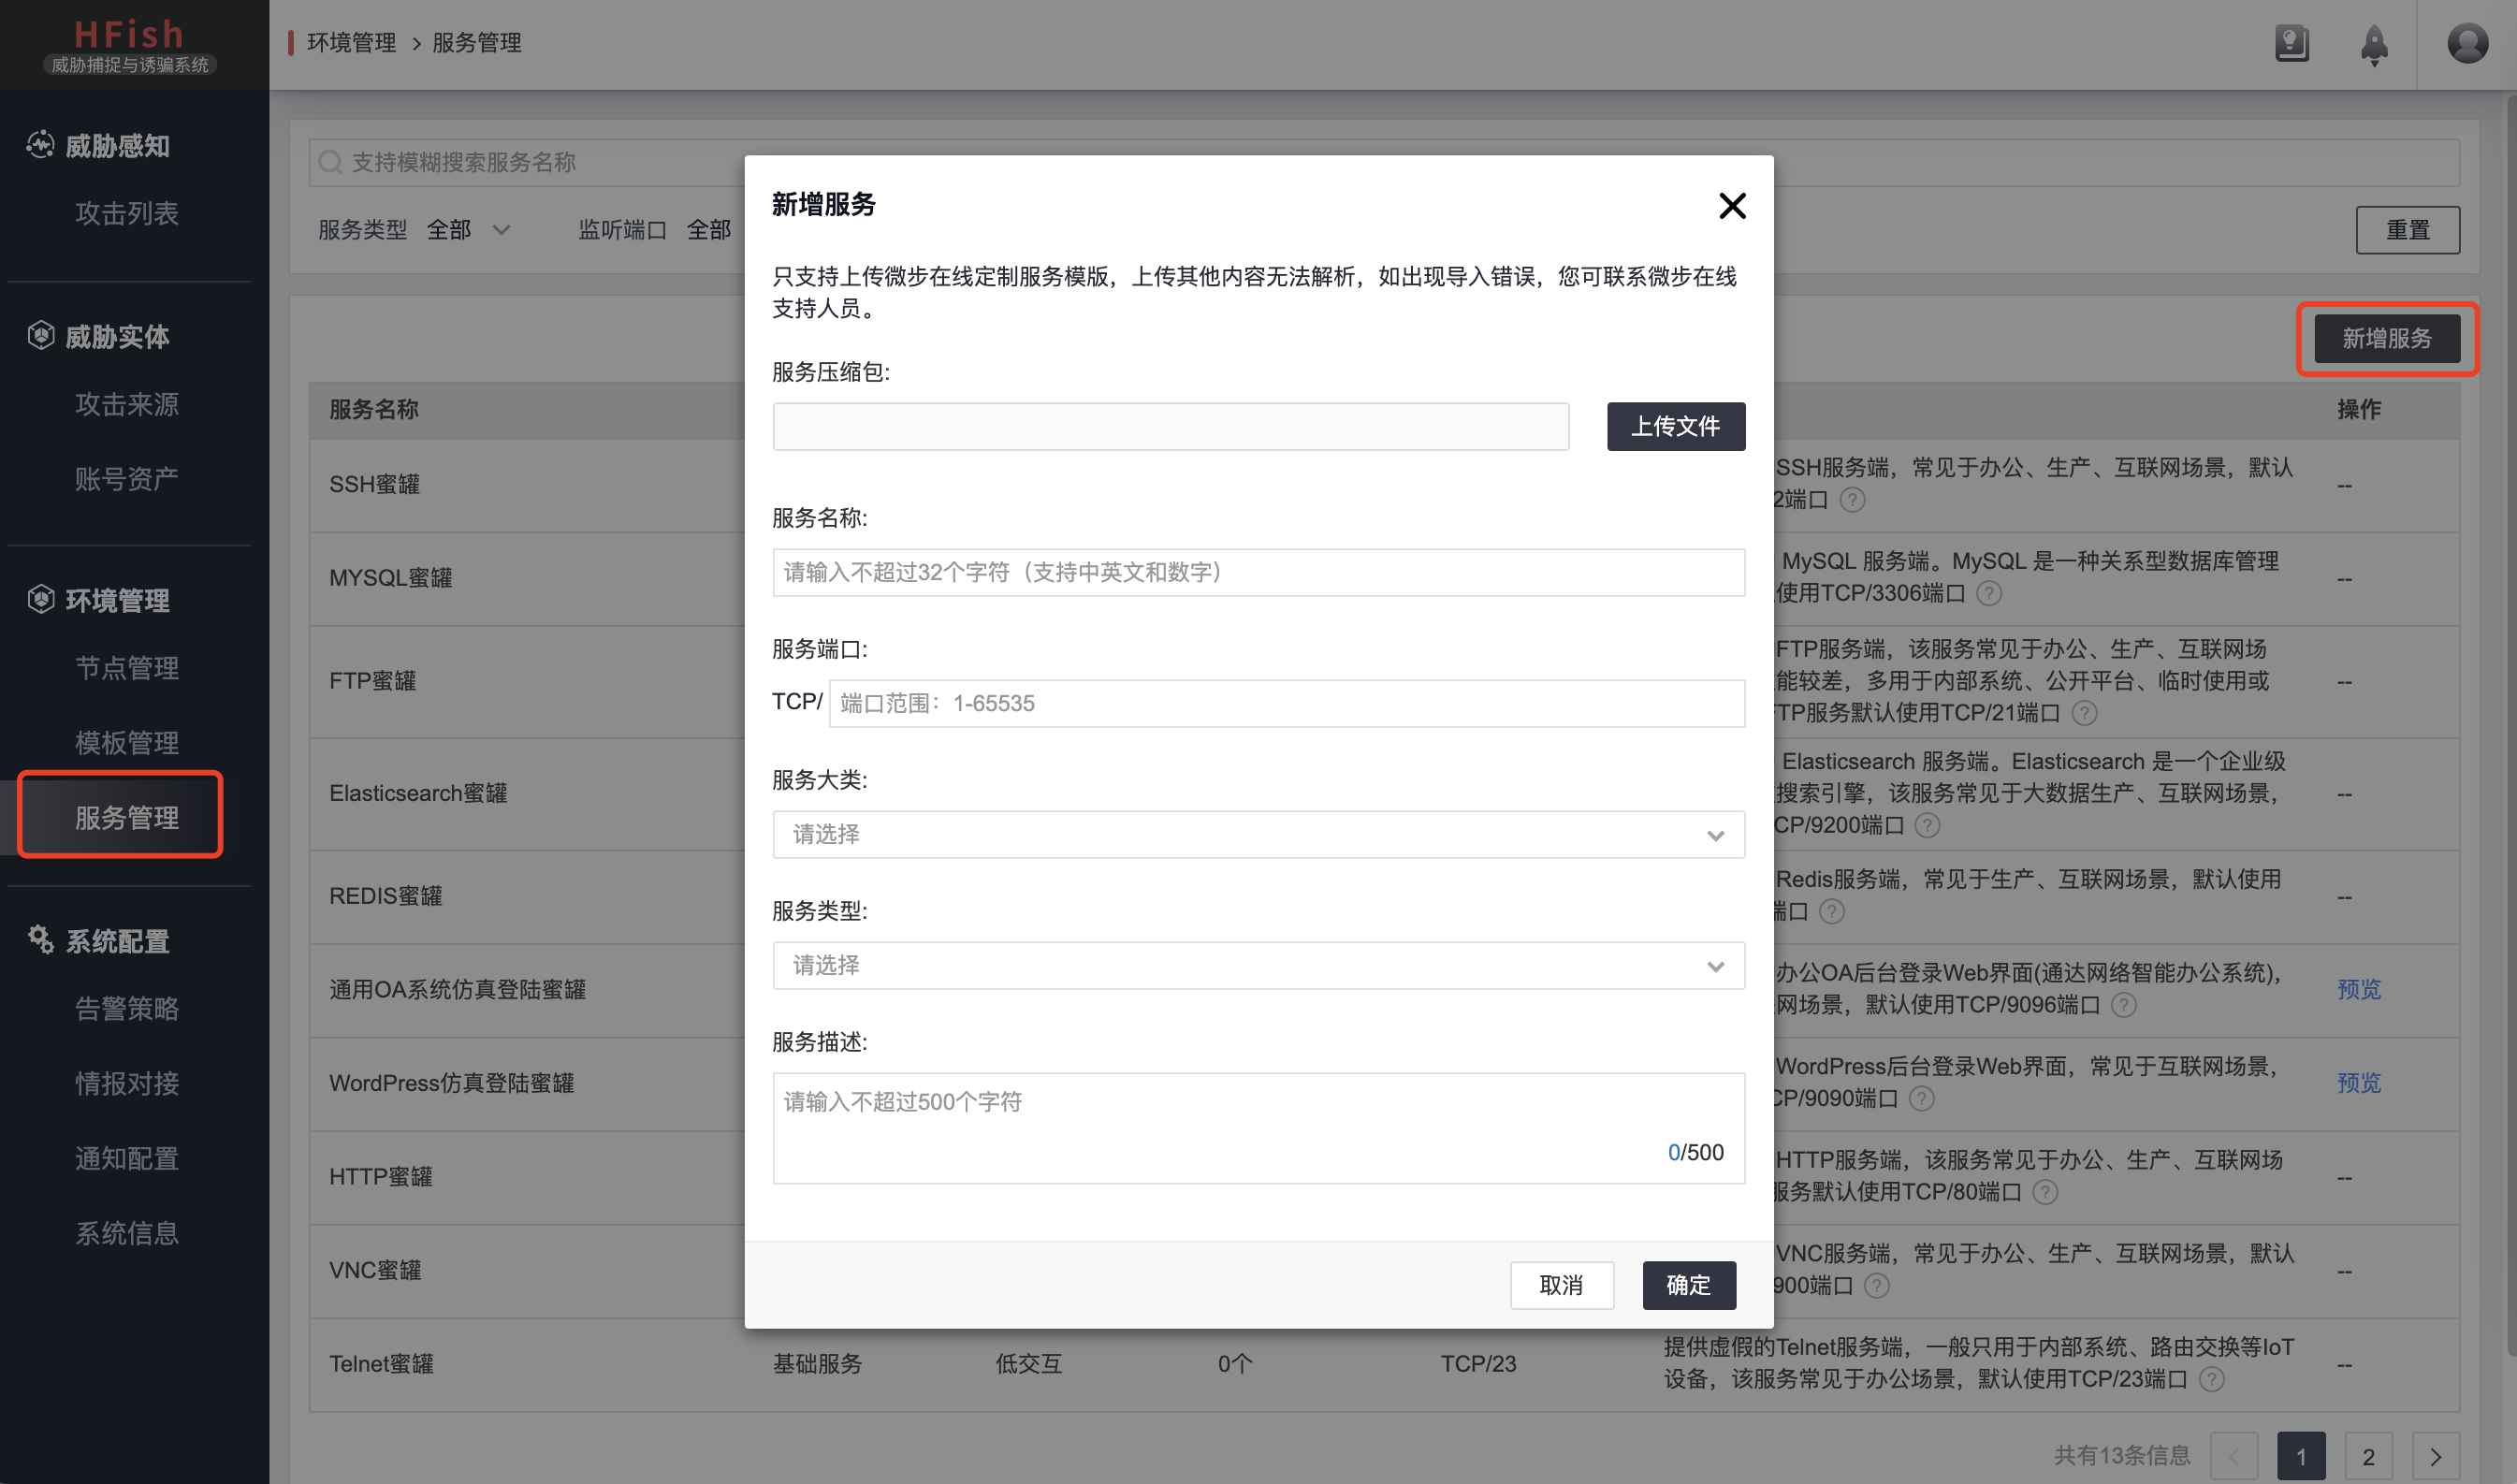 HFish
威胁捕捉与诱骗系统
环境管理 > 服务管理
威胁感知
攻击列表
威胁实体
攻击来源
账号资产
环境管理
节点管理
模板管理
服务管理
系统配置
告警策略
情报对接
通知配置
系统信息
支持模糊搜索服务名称
服务类型 全部
监听端口 全部
重置
新增服务
服务名称
操作
SSH蜜罐
SSH服务端，常见于办公、生产、互联网场景，默认
2端口
--
MYSQL蜜罐
MySQL 服务端。MySQL 是一种关系型数据库管理
使用TCP/3306端口
--
FTP蜜罐
FTP服务端，该服务常见于办公、生产、互联网场
能较差，多用于内部系统、公开平台、临时使用或
TP服务默认使用TCP/21端口
--
Elasticsearch蜜罐
Elasticsearch 服务端。Elasticsearch 是一个企业级
搜索引擎，该服务常见于大数据生产、互联网场景，
CP/9200端口
--
REDIS蜜罐
Redis服务端，常见于生产、互联网场景，默认使用
端口
--
通用OA系统仿真登陆蜜罐
办公OA后台登录Web界面(通达网络智能办公系统)，
网场景，默认使用TCP/9096端口
预览
WordPress仿真登陆蜜罐
WordPress后台登录Web界面，常见于互联网场景，
CP/9090端口
预览
HTTP蜜罐
HTTP服务端，该服务常见于办公、生产、互联网场
服务默认使用TCP/80端口
--
VNC蜜罐
VNC服务端，常见于办公、生产、互联网场景，默认
900端口
--
Telnet蜜罐
基础服务
低交互
0个
TCP/23
提供虚假的Telnet服务端，一般只用于内部系统、路由交换等IoT
设备，该服务常见于办公场景，默认使用TCP/23端口
--
共有13条信息
1
2
新增服务
只支持上传微步在线定制服务模版，上传其他内容无法解析，如出现导入错误，您可联系微步在线
支持人员。
服务压缩包:
上传文件
服务名称:
请输入不超过32个字符（支持中英文和数字）
服务端口:
TCP/ 端口范围：1-65535
服务大类:
请选择
服务类型:
请选择
服务描述:
请输入不超过500个字符
0/500
取消
确定